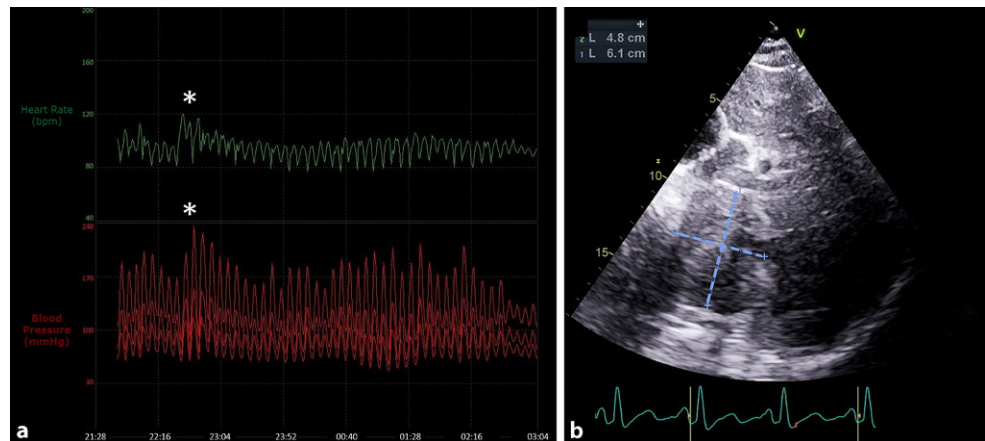 200
160
120
80
40
Heart Rate
(bpm)
*
*
240
170
100
30
Blood
Pressure
(mmHg)
21:28
22:16
23:04
23:52
00:40
01:28
02:16
03:04
a
2 L 4.8 cm
1 L 6.1 cm
V
5
10
15
b